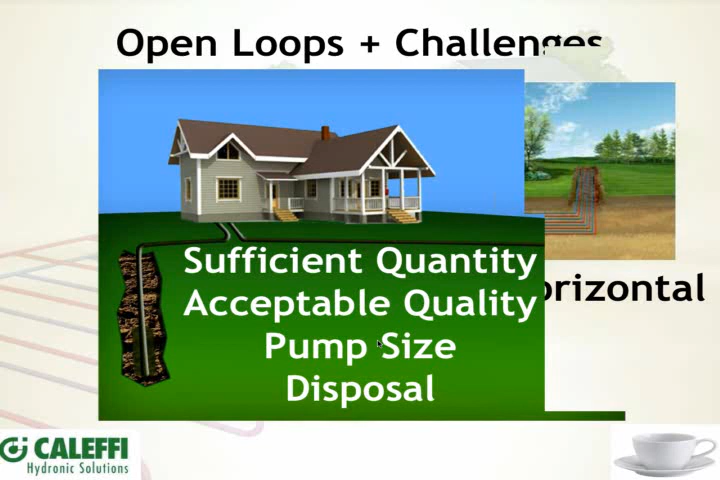 Open Loops + Challenges
Sufficient Quantity
Acceptable Quality
Pump Size
Disposal
orizontal
CALEFFI
Hydronic Solutions